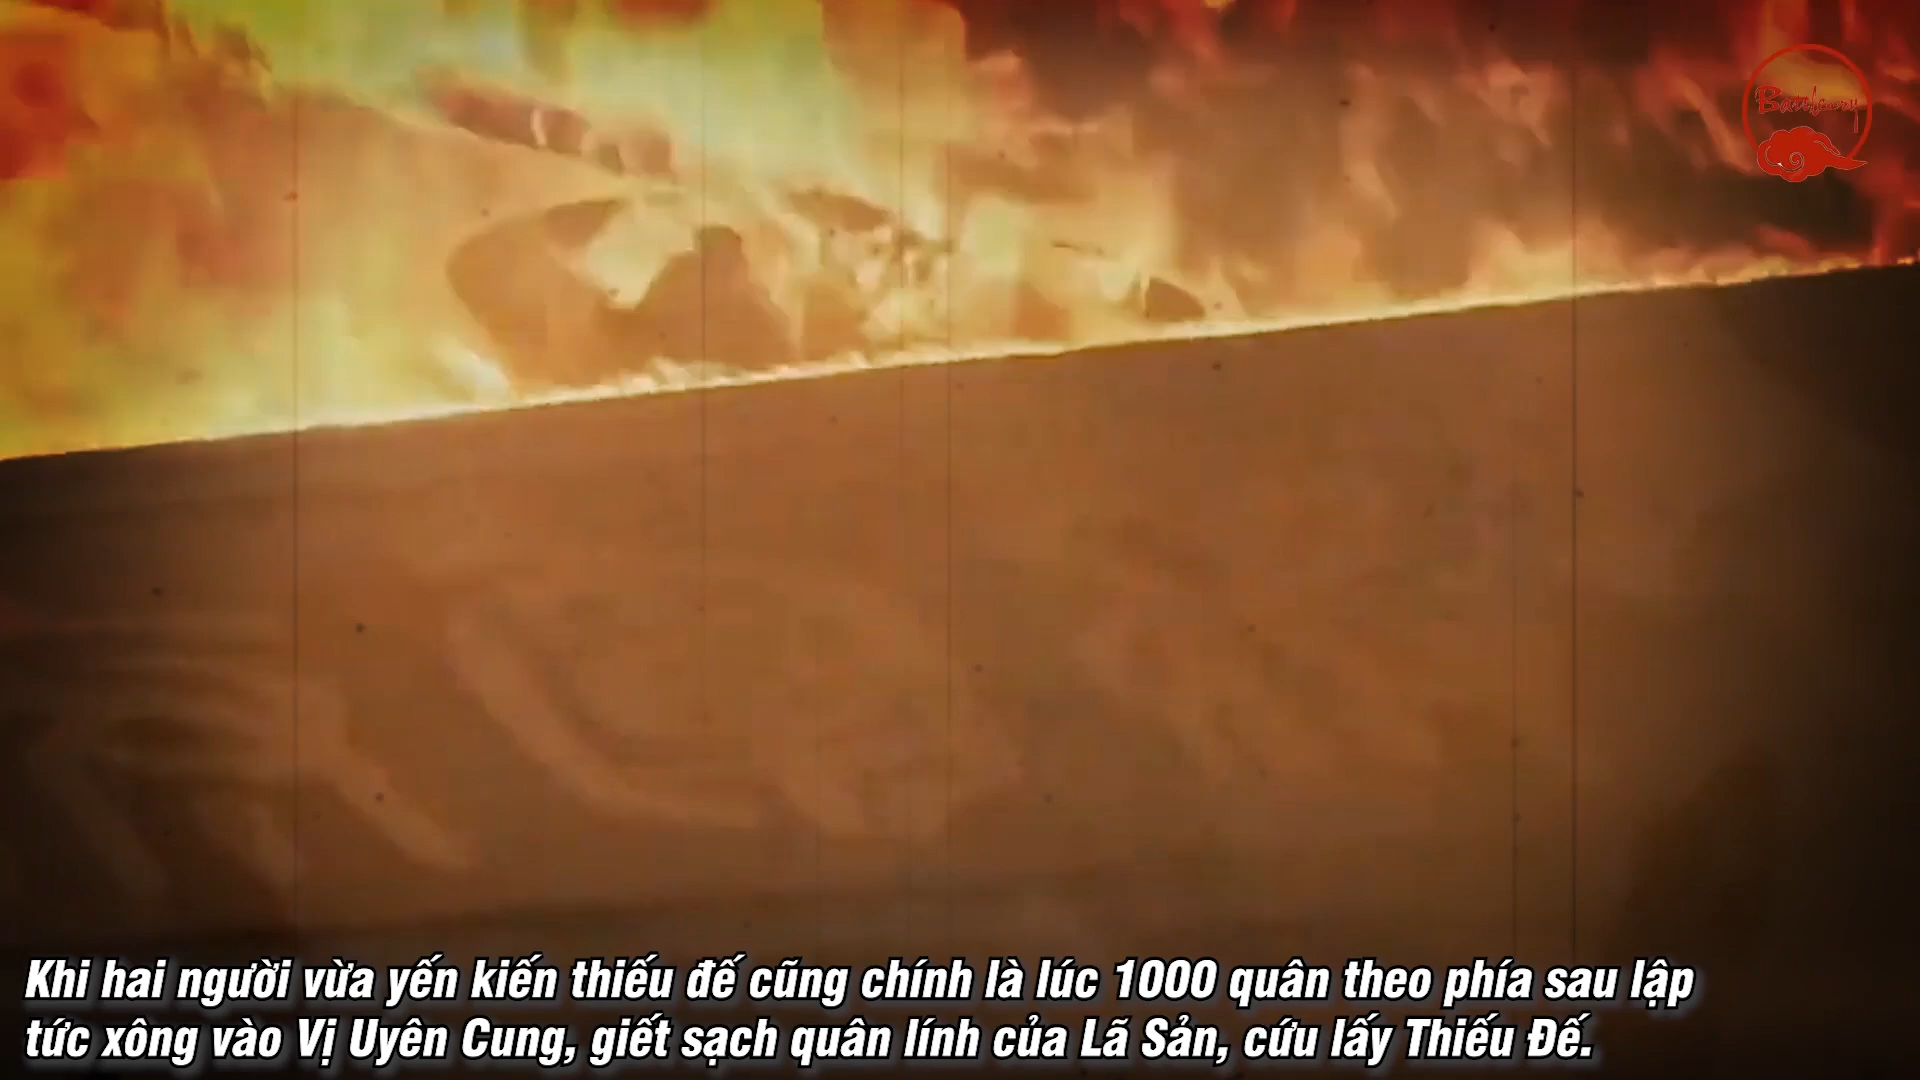 Khi hai người vừa yến kiến thiếu đế cũng chính là lúc 1000 quân theo phía sau lập
tức xông vào Vị Uyên Cung, giết sạch quân lính của Lã Sản, cứu lấy Thiếu Đế.